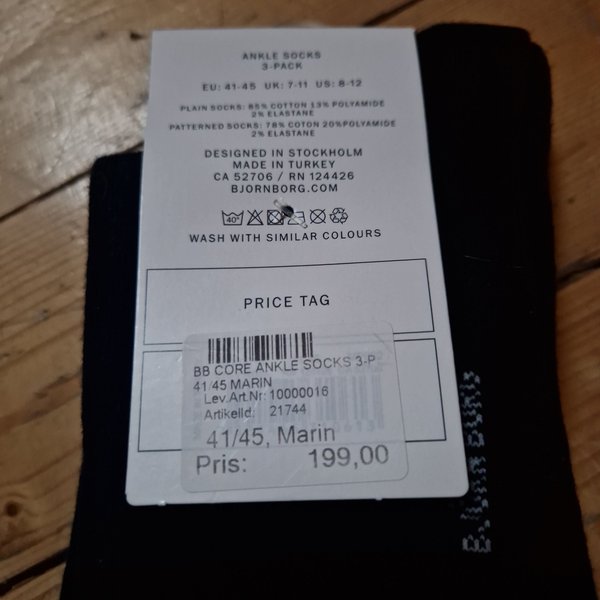 ANKLE SOCKS
3-PACK
EU: 41-45 UK: 7-11 US: 8-12
PLAIN SOCKS: 85% COTTON 13% POLYAMIDE
2% ELASTANE
PATTERNED SOCKS: 78% COTON 20%POLYAMIDE
2% ELASTANE
DESIGNED IN STOCKHOLM
MADE IN TURKEY
CA 52706 / RN 124426
BJORNBORG.COM
40°
WASH WITH SIMILAR COLOURS
PRICE TAG
BB CORE ANKLE SOCKS 3-P
41 45 MARIN
Lev.Art.Nr: 10000016
ArtikelId: 21744
41/45, Marin
Pris: 199,00
BJÖRN BORG